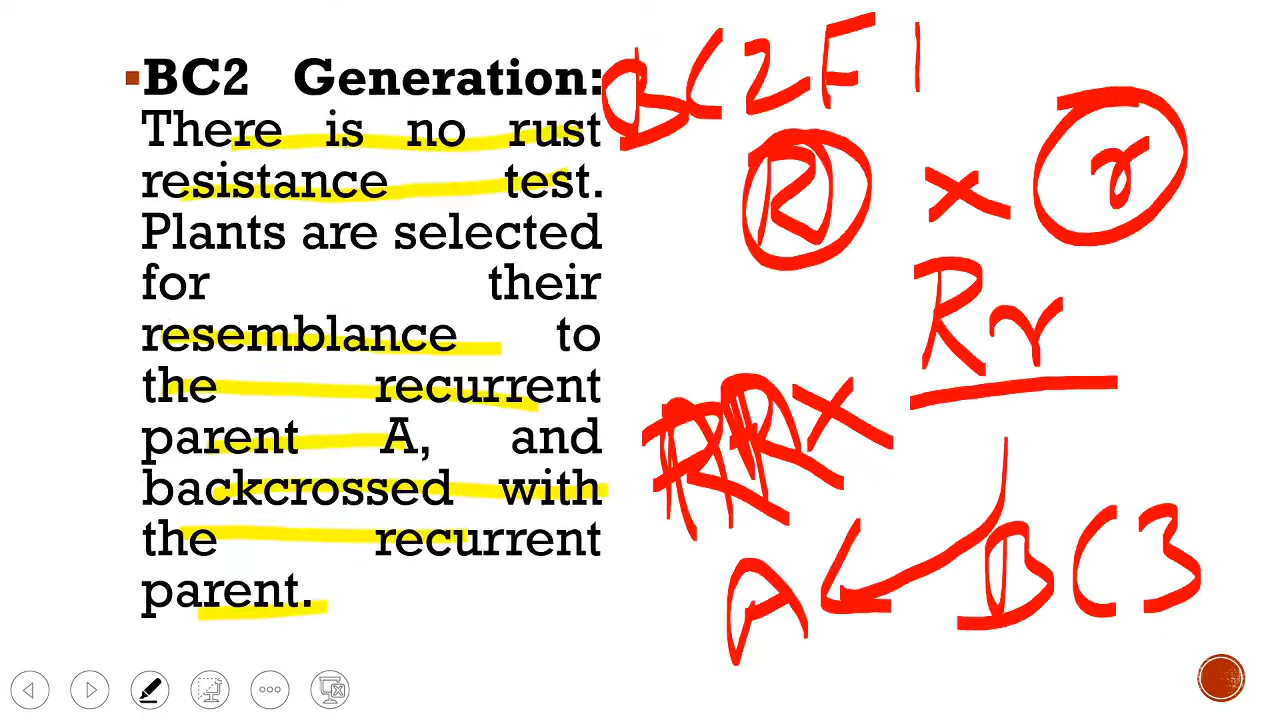 BC2 Generation:
There is no rust
resistance test.
Plants are selected
for their
resemblance to
the recurrent
parent A, and
backcrossed with
the recurrent
parent.
BC2F1
R × r
Rr
RR×
A BC3